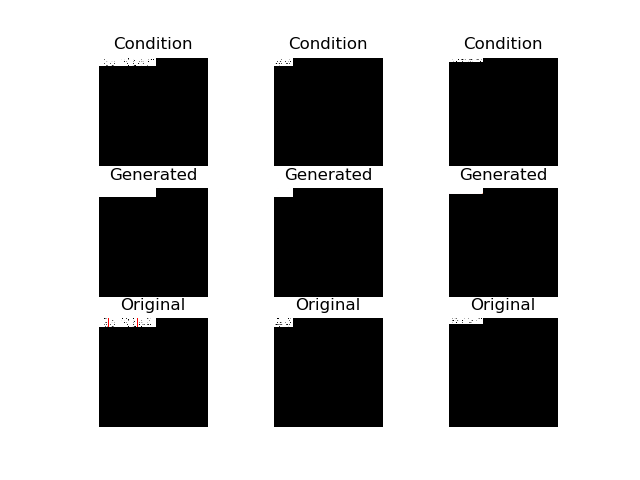 Condition Condition Condition
Generated Generated Generated
Original Original Original